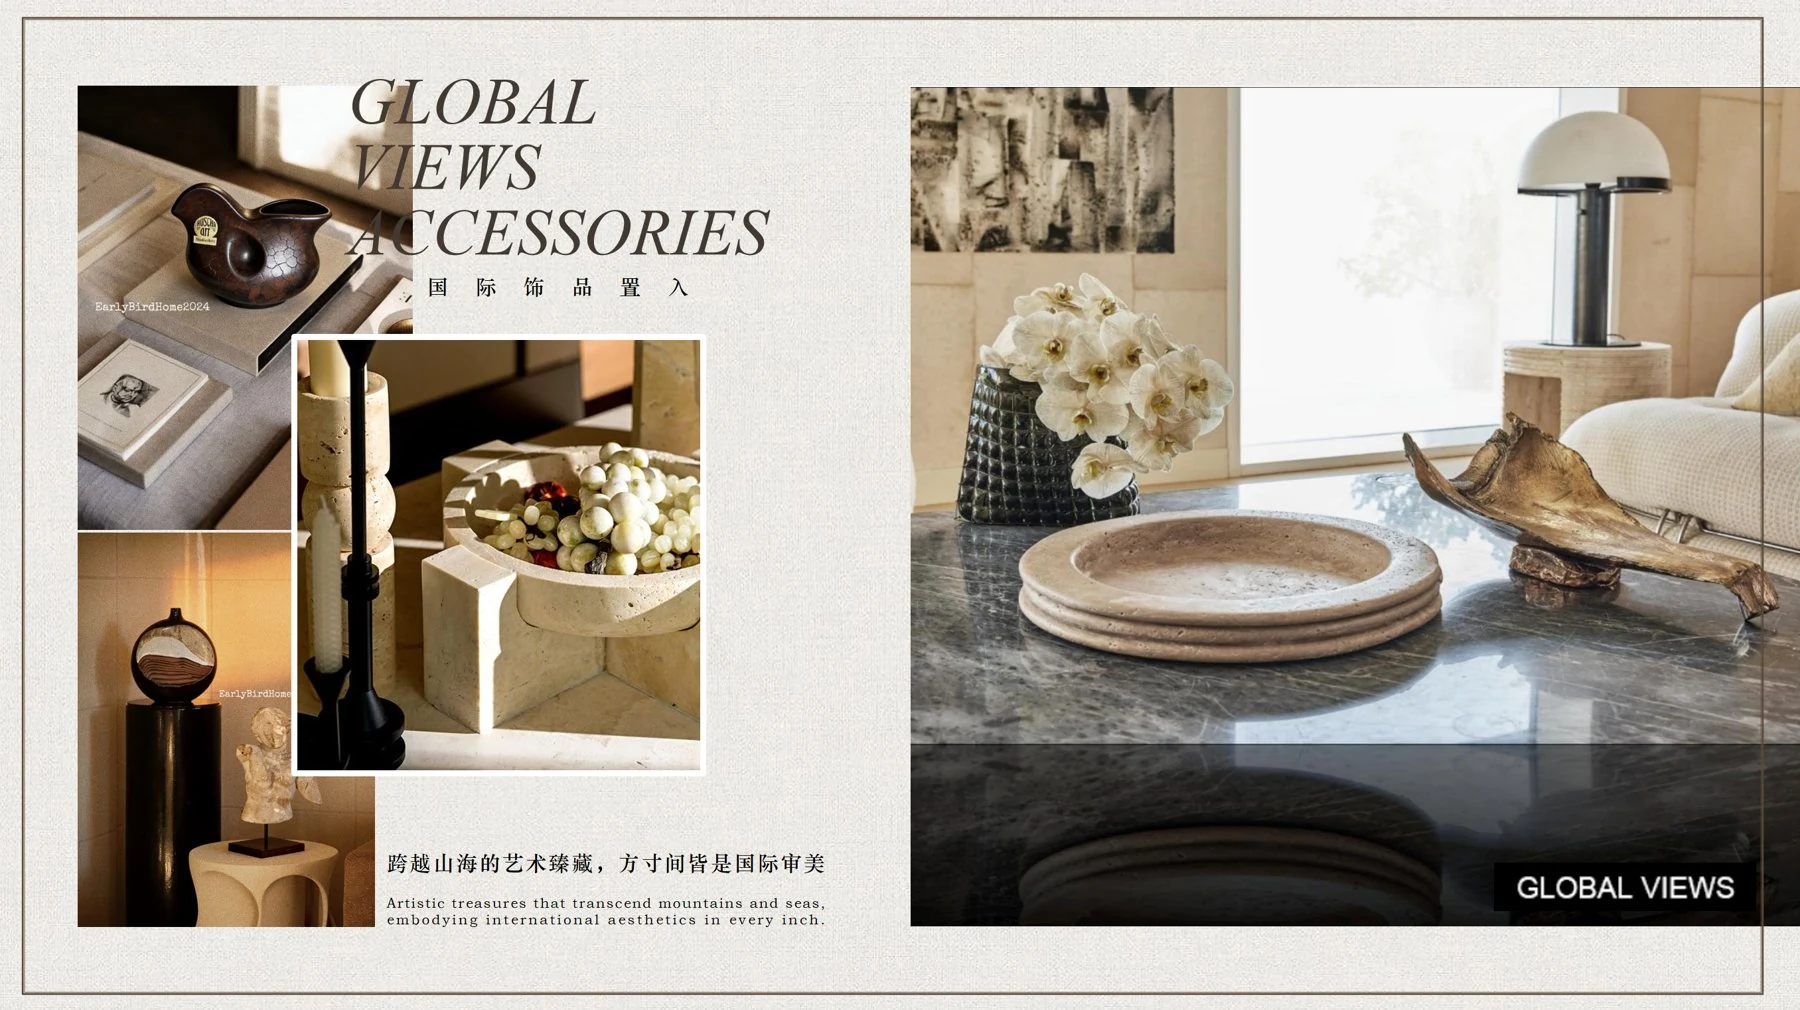 GLOBAL
VIEWS
ACCESSORIES
国际饰品置入
EarlyBirdHome2024
EarlyBirdHome
跨越山海的艺术臻藏，方寸间皆是国际审美
Artistic treasures that transcend mountains and seas,
embodying international aesthetics in every inch.
GLOBAL VIEWS